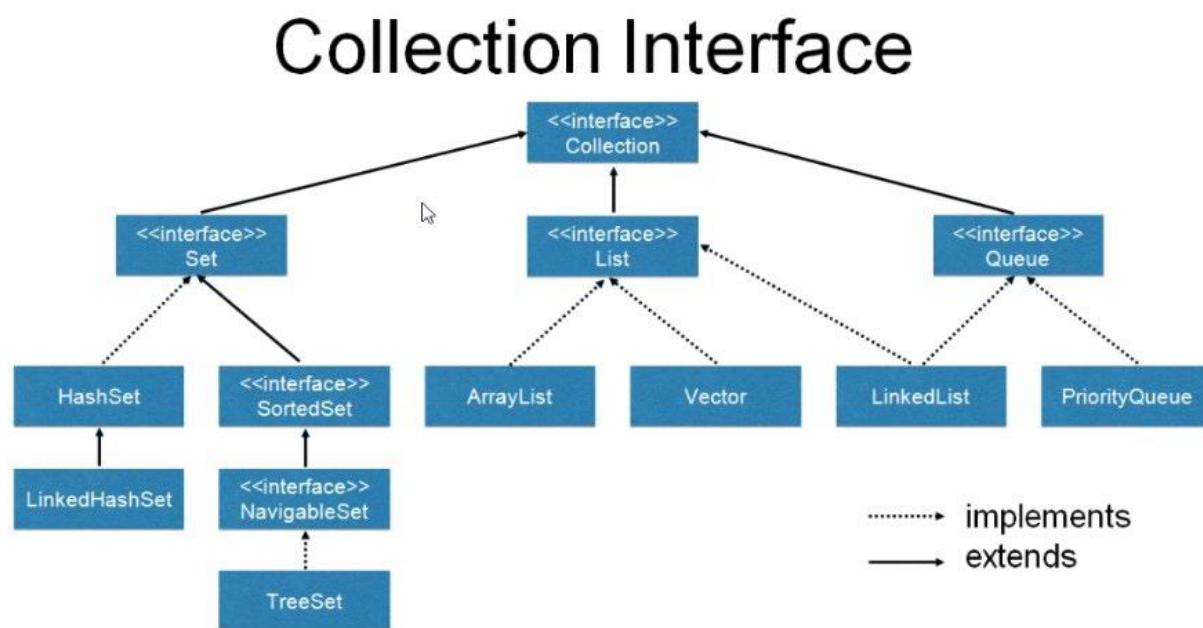 Collection Interface
<<interface>>
Collection
<<interface>>
Set
<<interface>>
List
<<interface>>
Queue
HashSet
<<interface>>
SortedSet
ArrayList
Vector
LinkedList
PriorityQueue
LinkedHashSet
<<interface>>
NavigableSet
TreeSet
implements
extends